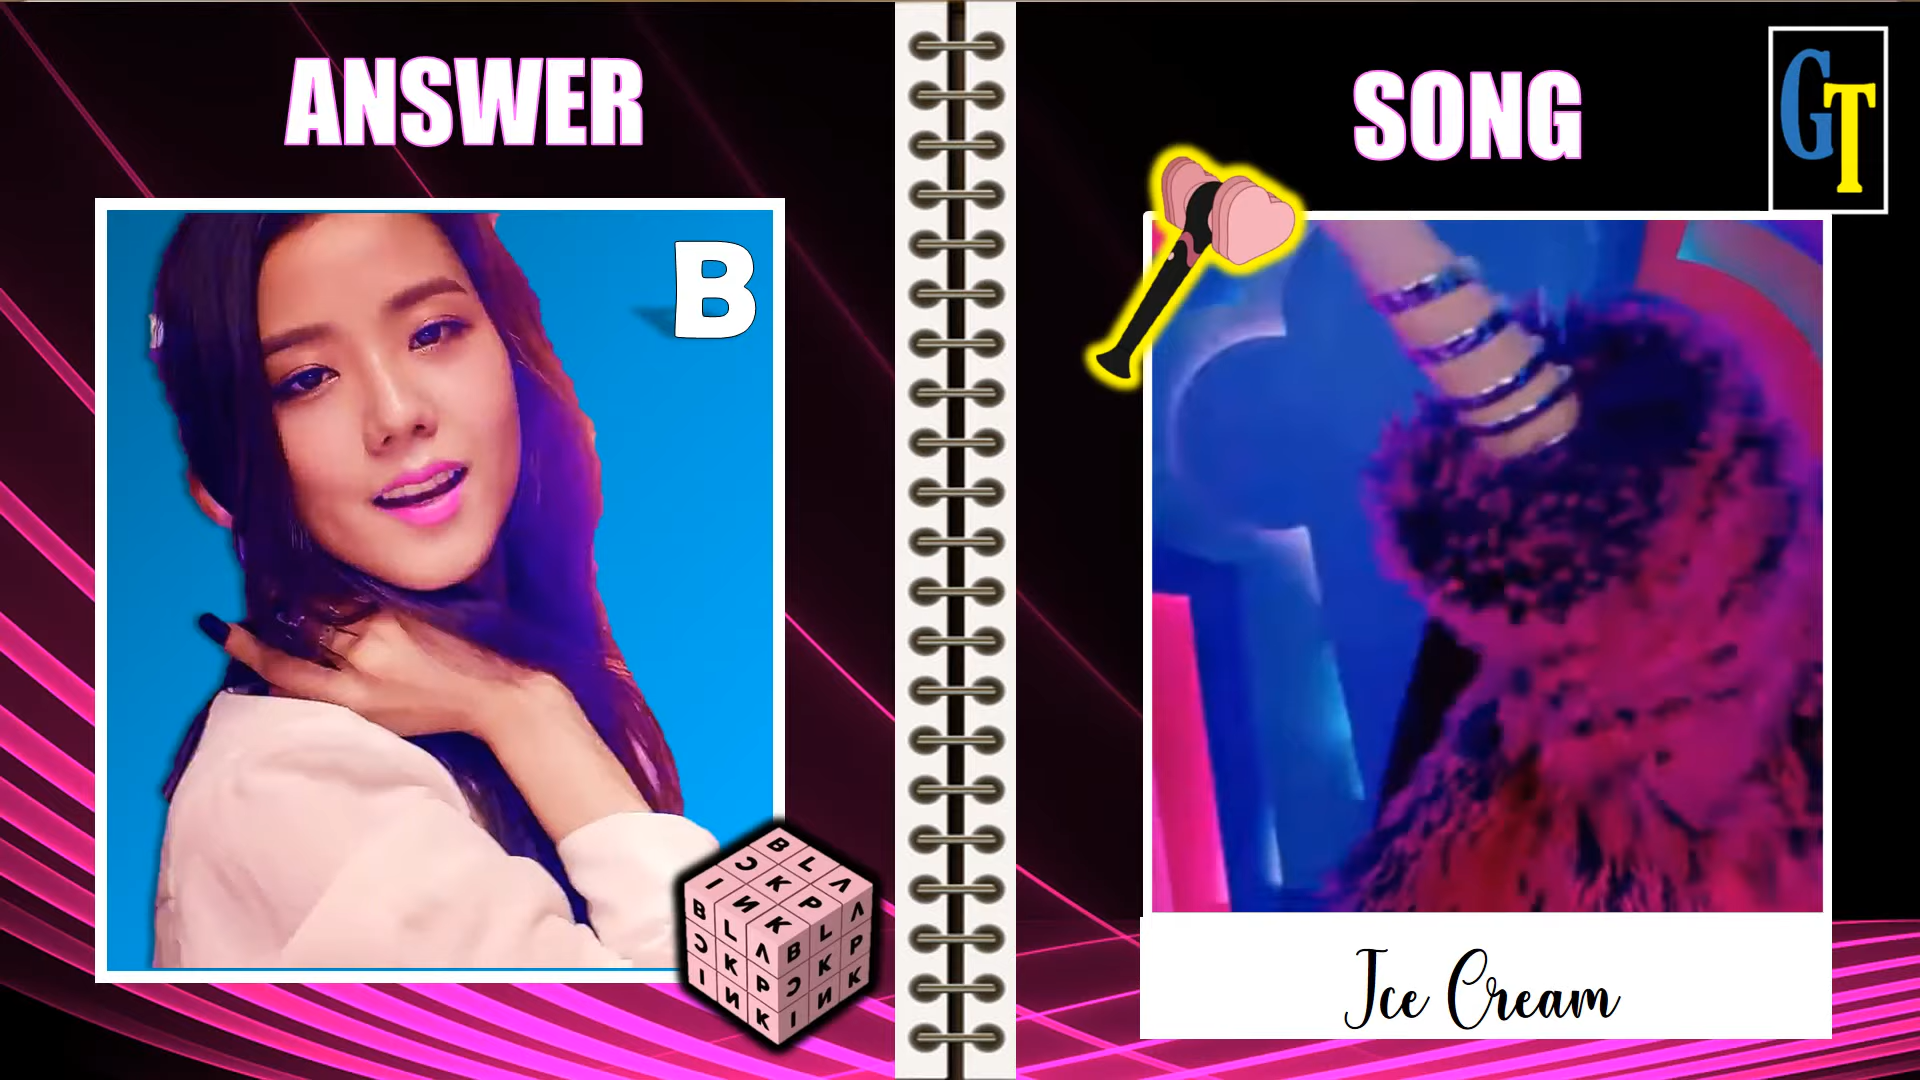 ANSWER
B
SONG
GT
B L Λ
Ɔ K P
I И K
B L Λ
Ɔ K P
I И K
B L Λ
Ɔ K P
I И K
Ice Cream